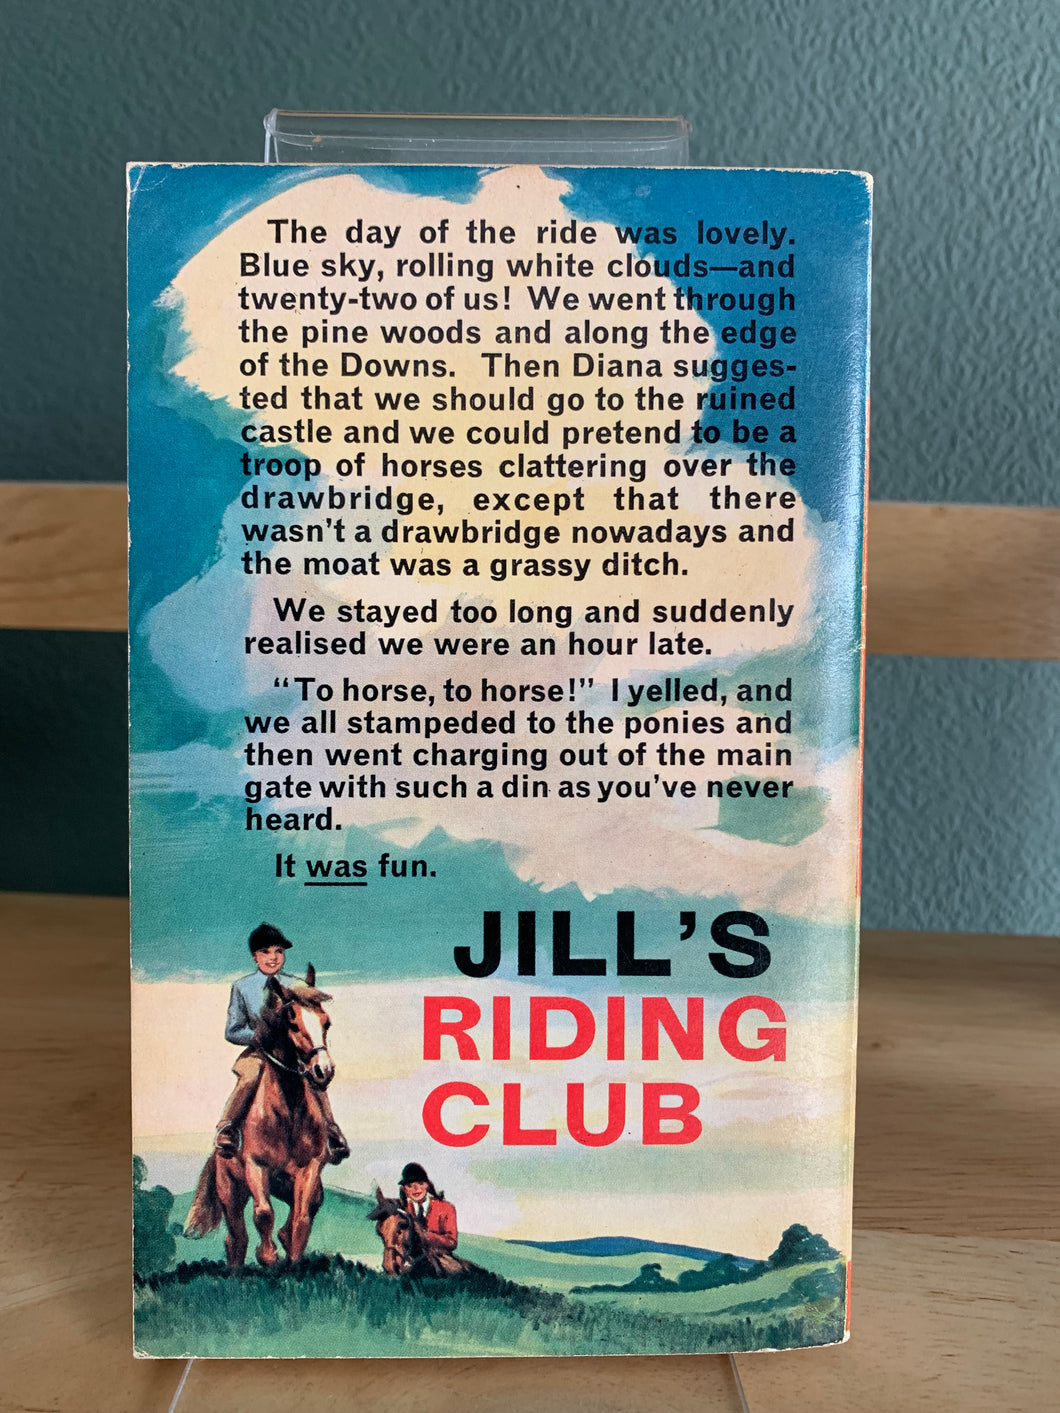 The day of the ride was lovely.
Blue sky, rolling white clouds—and
twenty-two of us! We went through
the pine woods and along the edge
of the Downs. Then Diana sugges-
ted that we should go to the ruined
castle and we could pretend to be a
troop of horses clattering over the
drawbridge, except that there
wasn't a drawbridge nowadays and
the moat was a grassy ditch.
We stayed too long and suddenly
realised we were an hour late.
"To horse, to horse!" I yelled, and
we all stampeded to the ponies and
then went charging out of the main
gate with such a din as you've never
heard.
It was fun.
JILL'S
RIDING
CLUB